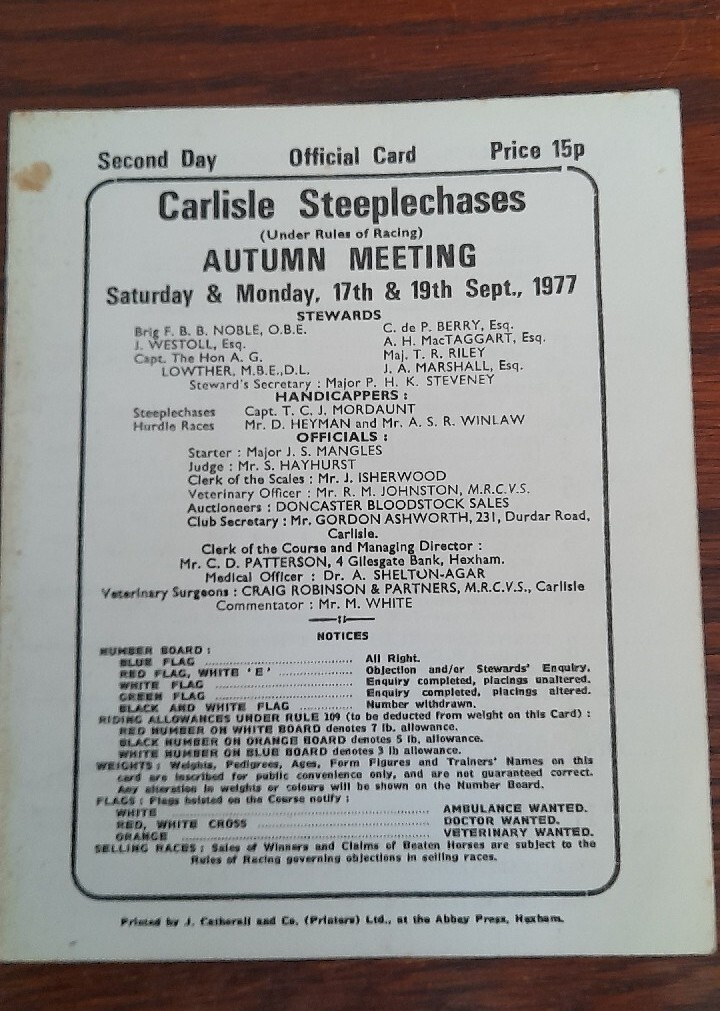 Second Day Official Card Price 15p
Carlisle Steeplechases
(Under Rules of Racing)
AUTUMN MEETING
Saturday & Monday, 17th & 19th Sept., 1977
STEWARDS
Brig F. B. B. NOBLE, O.B.E. C. de P. BERRY, Esq.
J. WESTOLL, Esq. A. H. MacTAGGART, Esq.
Capt. The Hon A. G. Maj. T. R. RILEY
LOWTHER, M.B.E.,D.L. J. A. MARSHALL, Esq.
Steward's Secretary : Major P. H. K. STEVENEY
HANDICAPPERS :
Steeplechases Capt. T. C. J. MORDAUNT
Hurdle Races Mr. D. HEYMAN and Mr. A. S. R. WINLAW
OFFICIALS :
Starter : Major J. S. MANGLES
Judge : Mr. S. HAYHURST
Clerk of the Scales : Mr. J. ISHERWOOD
Veterinary Officer : Mr. R. M. JOHNSTON, M.R.C.V.S.
Auctioneers : DONCASTER BLOODSTOCK SALES
Club Secretary : Mr. GORDON ASHWORTH, 231, Durdar Road,
Carlisle.
Clerk of the Course and Managing Director :
Mr. C. D. PATTERSON, 4 Gilesgate Bank, Hexham.
Medical Officer : Dr. A. SHELTON-AGAR
Veterinary Surgeons : CRAIG ROBINSON & PARTNERS, M.R.C.V.S., Carlisle
Commentator : Mr. M. WHITE
NOTICES
NUMBER BOARD :
BLUE FLAG ........ All Right.
RED FLAG, WHITE 'E' ........ Objection and/or Stewards' Enquiry.
WHITE FLAG ........ Enquiry completed, placings unaltered.
GREEN FLAG ........ Enquiry completed, placings altered.
BLACK AND WHITE FLAG ........ Number withdrawn.
RIDING ALLOWANCES UNDER RULE 109 (to be deducted from weight on this Card) :
RED NUMBER ON WHITE BOARD denotes 7 lb. allowance.
BLACK NUMBER ON ORANGE BOARD denotes 5 lb. allowance.
WHITE NUMBER ON BLUE BOARD denotes 3 lb allowance.
WEIGHTS : Weights, Pedigrees, Ages, Form Figures and Trainers' Names on this
card are inscribed for public convenience only, and are not guaranteed correct.
Any alteration in weights or colours will be shown on the Number Board.
FLAGS : Flags hoisted on the Course notify :
WHITE ........ AMBULANCE WANTED.
RED, WHITE CROSS ........ DOCTOR WANTED.
ORANGE ........ VETERINARY WANTED.
SELLING RACES : Sales of Winners and Claims of Beaten Horses are subject to the
Rules of Racing governing objections in selling races.
Printed by J. Catherall and Co. (Printers) Ltd., at the Abbey Press, Hexham.